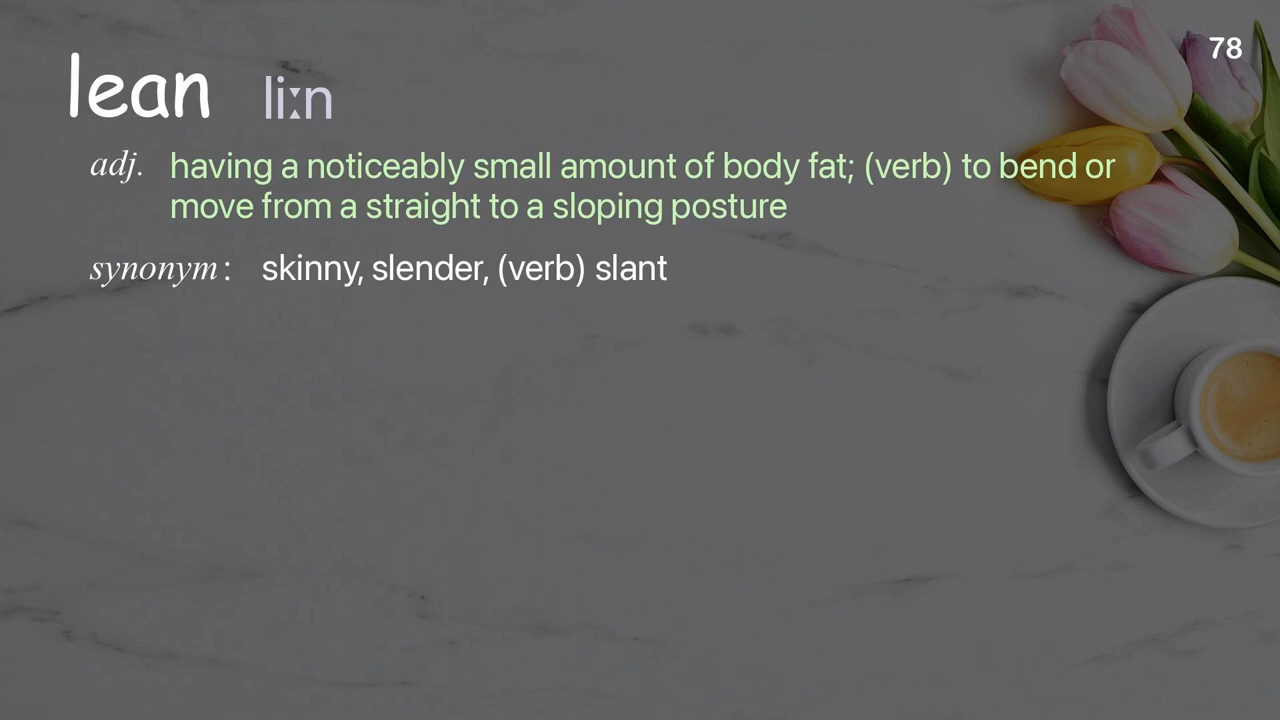 78
lean liːn
adj. having a noticeably small amount of body fat; (verb) to bend or
move from a straight to a sloping posture
synonym : skinny, slender, (verb) slant